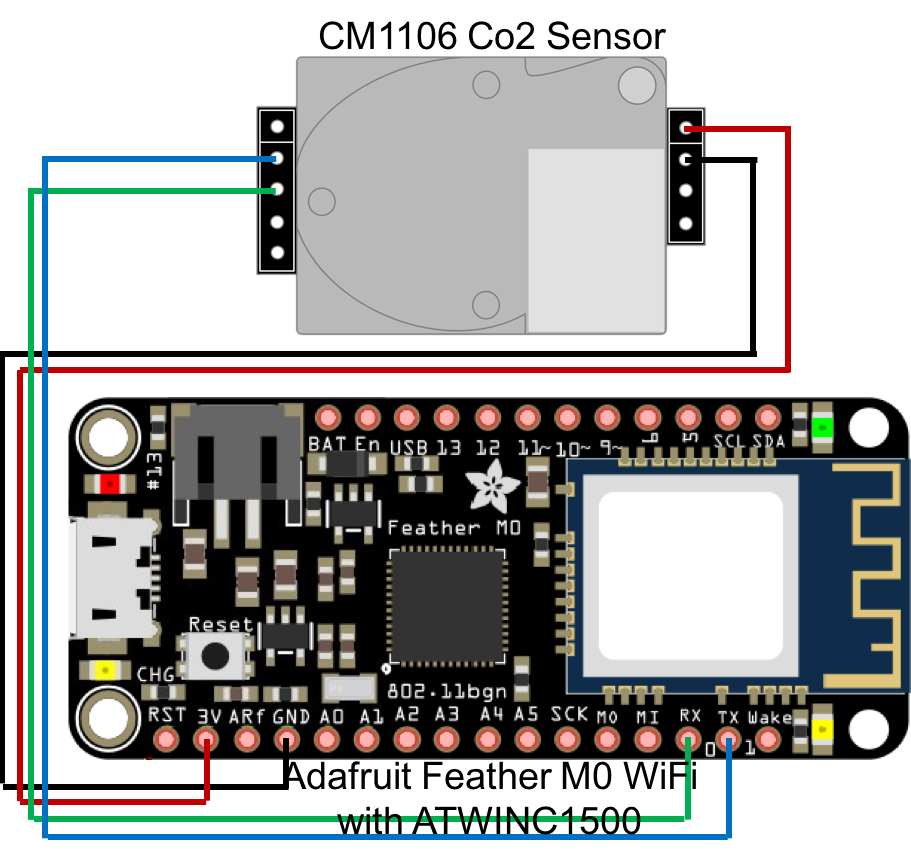 CM1106 Co2 Sensor
BAT En USB 13 12 11~ 10~ 9~ 6 5 SCL SDA
#13
Feather M0
Reset
CHG
802.11bgn
RST 3V ARf GND A0 A1 A2 A3 A4 A5 SCK M0 MI RX TX Wake
0 1
Adafruit Feather M0 WiFi
with ATWINC1500